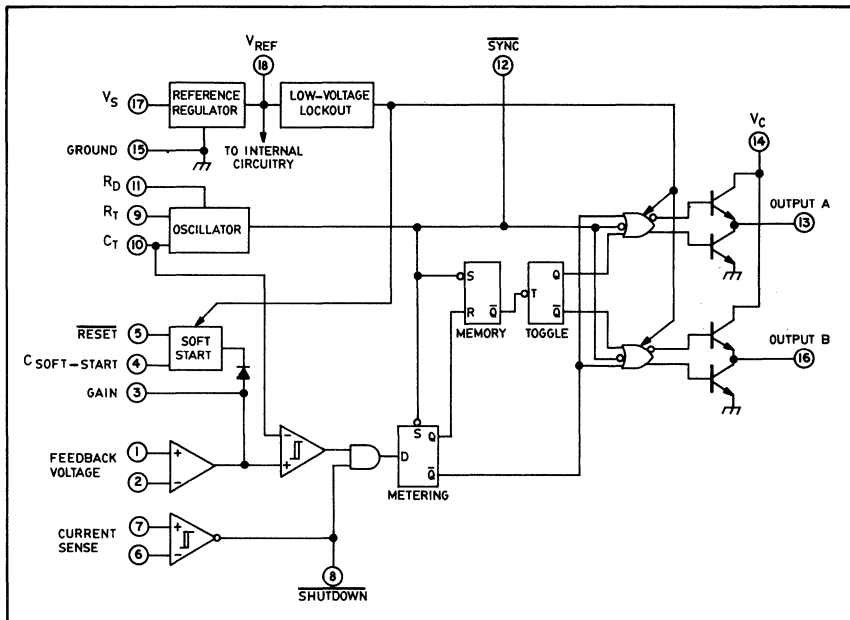 V_REF
18
SYNC
12
V_S
17
REFERENCE
REGULATOR
LOW-VOLTAGE
LOCKOUT
V_C
14
GROUND
15
TO INTERNAL
CIRCUITRY
R_D
11
R_T
9
OSCILLATOR
C_T
10
OUTPUT A
13
S
R
Q̅
MEMORY
T
Q
Q̅
TOGGLE
RESET
5
SOFT
START
C SOFT-START
4
GAIN
3
OUTPUT B
16
FEEDBACK
VOLTAGE
1
+
2
−
−
+
S
D
Q
Q̅
METERING
CURRENT
SENSE
7
+
6
−
8
SHUTDOWN